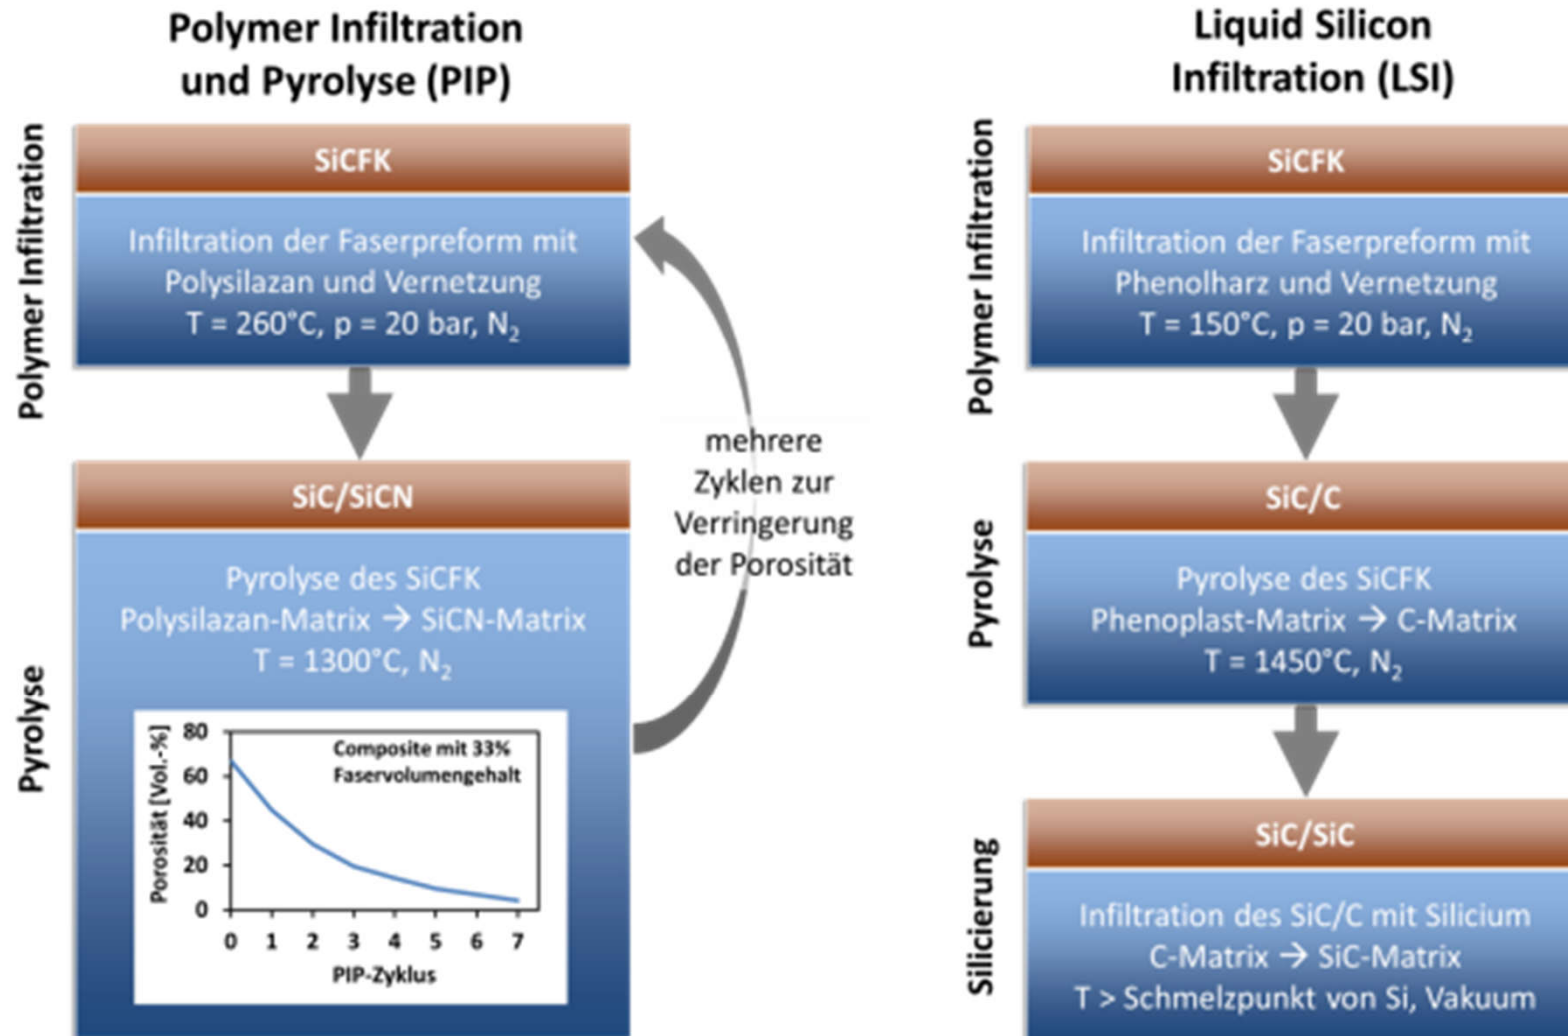 Polymer Infiltration
und Pyrolyse (PIP)
Polymer Infiltration
SiCFK
Infiltration der Faserpreform mit
Polysilazan und Vernetzung
T = 260°C, p = 20 bar, N₂
mehrere
Zyklen zur
Verringerung
der Porosität
Pyrolyse
SiC/SiCN
Pyrolyse des SiCFK
Polysilazan-Matrix → SiCN-Matrix
T = 1300°C, N₂
Composite mit 33%
Faservolumengehalt
Porosität [Vol.-%]
80
60
40
20
0
0 1 2 3 4 5 6 7
PIP-Zyklus
Liquid Silicon
Infiltration (LSI)
Polymer Infiltration
SiCFK
Infiltration der Faserpreform mit
Phenolharz und Vernetzung
T = 150°C, p = 20 bar, N₂
Pyrolyse
SiC/C
Pyrolyse des SiCFK
Phenoplast-Matrix → C-Matrix
T = 1450°C, N₂
Silicierung
SiC/SiC
Infiltration des SiC/C mit Silicium
C-Matrix → SiC-Matrix
T > Schmelzpunkt von Si, Vakuum